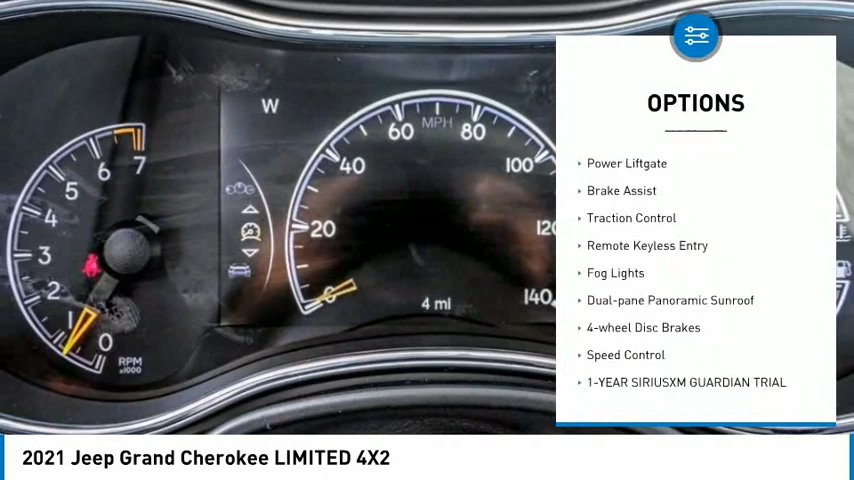 OPTIONS
Power Liftgate
Brake Assist
Traction Control
Remote Keyless Entry
Fog Lights
Dual-pane Panoramic Sunroof
4-wheel Disc Brakes
Speed Control
1-YEAR SIRIUSXM GUARDIAN TRIAL
W
0
1
2
3
4
5
6
7
RPM
x1000
0
20
40
60
MPH
80
100
120
140
4 mi
2021 Jeep Grand Cherokee LIMITED 4X2